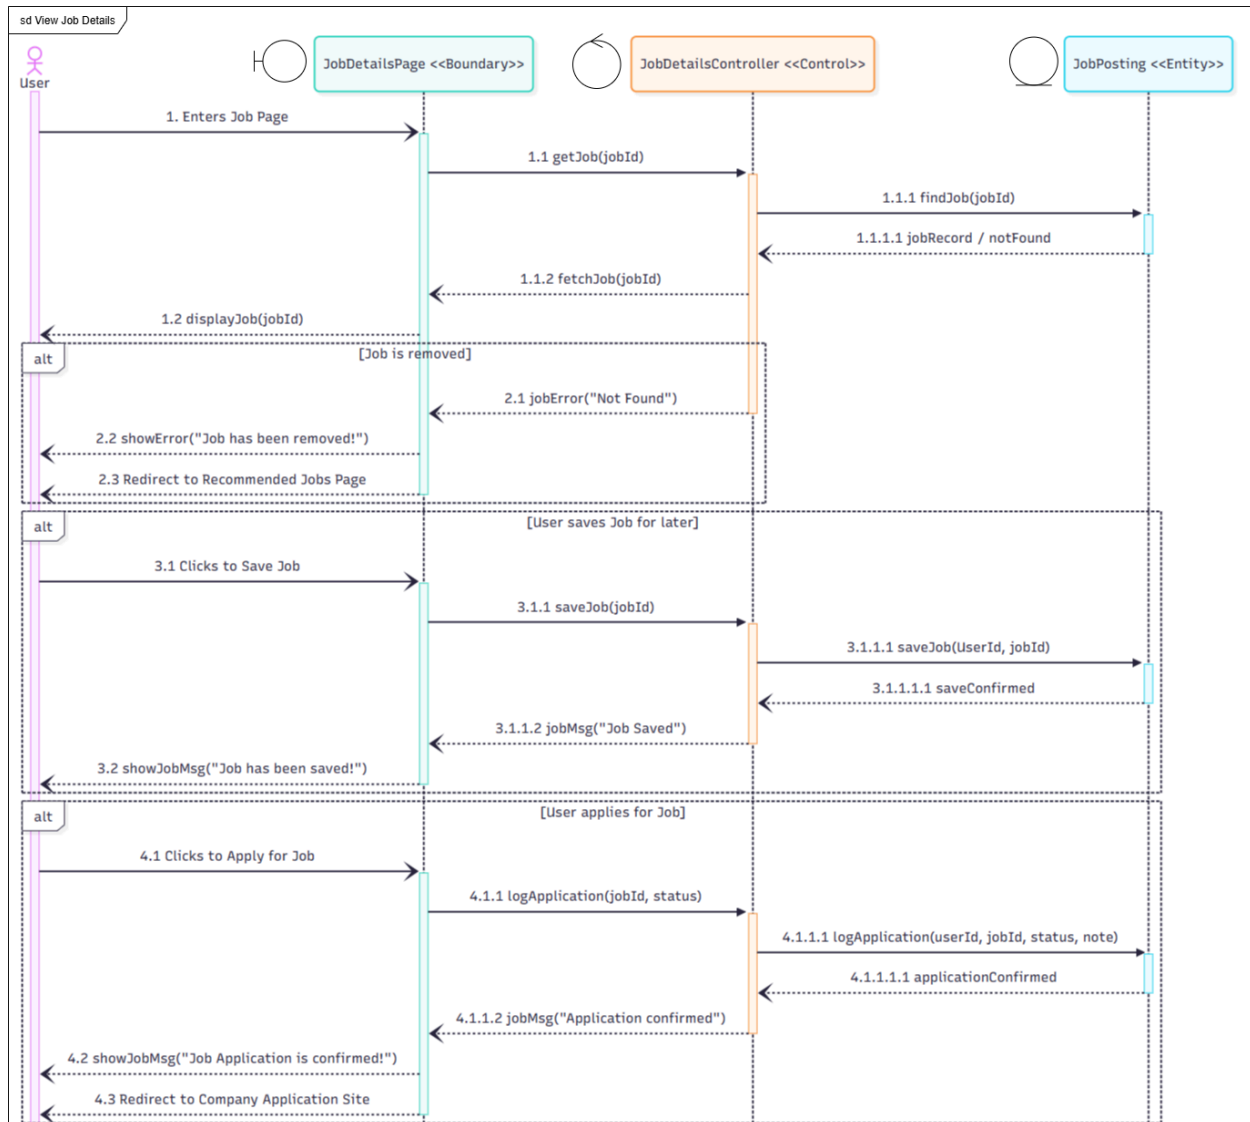 sd View Job Details
User
JobDetailsPage <<Boundary>>
JobDetailsController <<Control>>
JobPosting <<Entity>>
1. Enters Job Page
1.1 getJob(jobId)
1.1.1 findJob(jobId)
1.1.1.1 jobRecord / notFound
1.1.2 fetchJob(jobId)
1.2 displayJob(jobId)
alt
[Job is removed]
2.1 jobError("Not Found")
2.2 showError("Job has been removed!")
2.3 Redirect to Recommended Jobs Page
alt
[User saves Job for later]
3.1 Clicks to Save Job
3.1.1 saveJob(jobId)
3.1.1.1 saveJob(UserId, jobId)
3.1.1.1.1 saveConfirmed
3.1.1.2 jobMsg("Job Saved")
3.2 showJobMsg("Job has been saved!")
alt
[User applies for Job]
4.1 Clicks to Apply for Job
4.1.1 logApplication(jobId, status)
4.1.1.1 logApplication(userId, jobId, status, note)
4.1.1.1.1 applicationConfirmed
4.1.1.2 jobMsg("Application confirmed")
4.2 showJobMsg("Job Application is confirmed!")
4.3 Redirect to Company Application Site